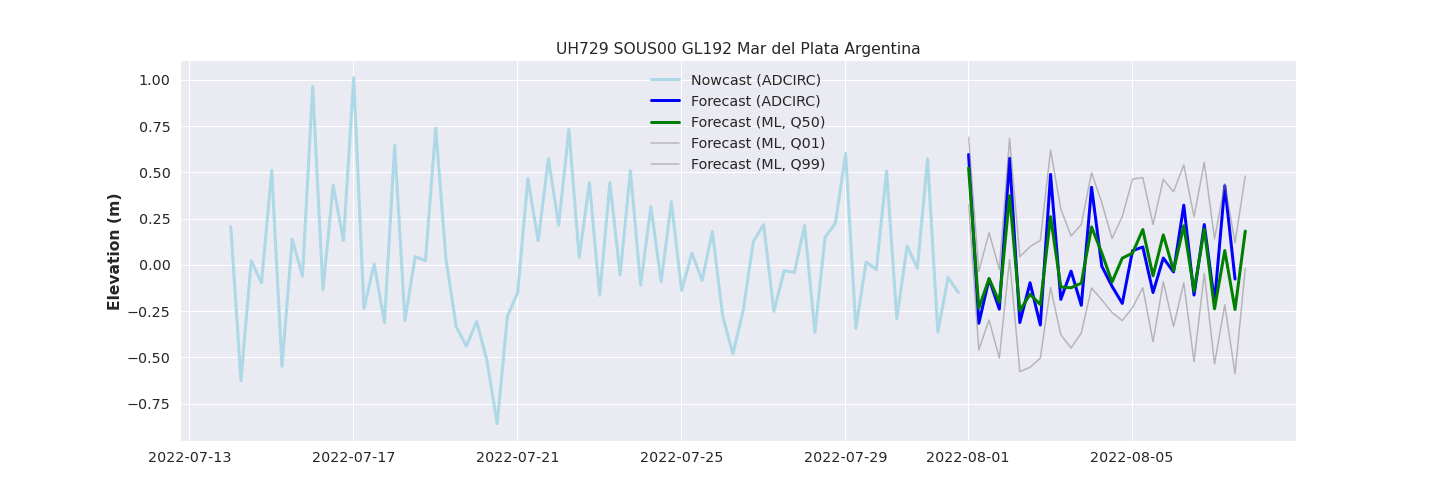 UH729 SOUS00 GL192 Mar del Plata Argentina
Nowcast (ADCIRC)
Forecast (ADCIRC)
Forecast (ML, Q50)
Forecast (ML, Q01)
Forecast (ML, Q99)
Elevation (m)
1.00
0.75
0.50
0.25
0.00
−0.25
−0.50
−0.75
2022-07-13
2022-07-17
2022-07-21
2022-07-25
2022-07-29
2022-08-01
2022-08-05